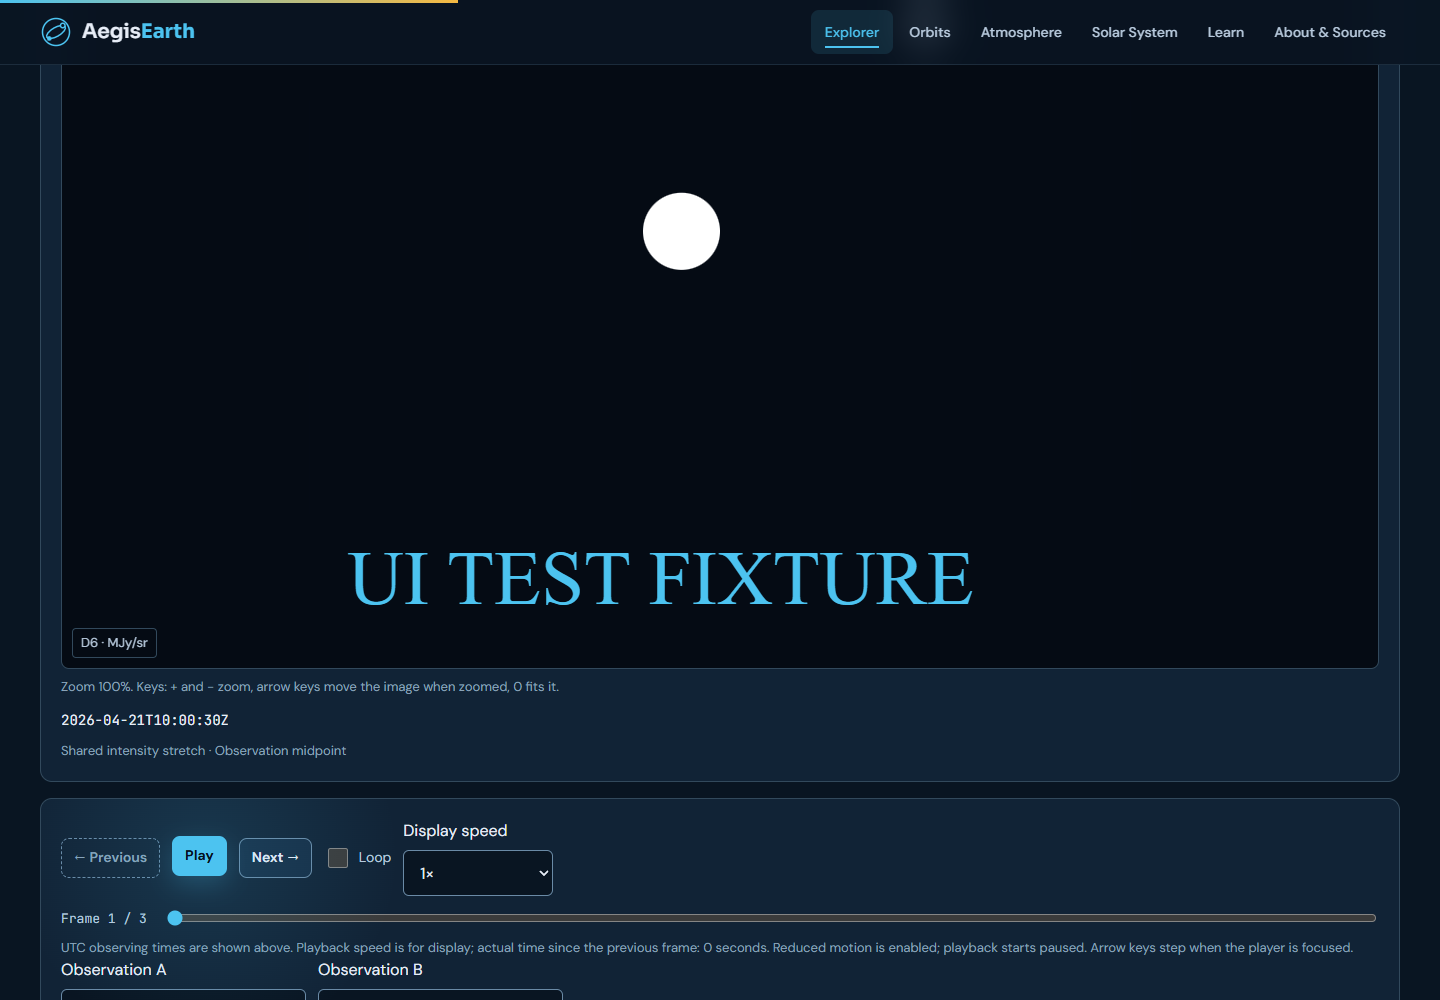 AegisEarth
Explorer
Orbits
Atmosphere
Solar System
Learn
About & Sources
UI TEST FIXTURE
D6 · MJy/sr
Zoom 100%. Keys: + and − zoom, arrow keys move the image when zoomed, 0 fits it.
2026-04-21T10:00:30Z
Shared intensity stretch · Observation midpoint
Display speed
← Previous
Play
Next →
Loop
1×
Frame 1 / 3
UTC observing times are shown above. Playback speed is for display; actual time since the previous frame: 0 seconds. Reduced motion is enabled; playback starts paused. Arrow keys step when the player is focused.
Observation A
Observation B